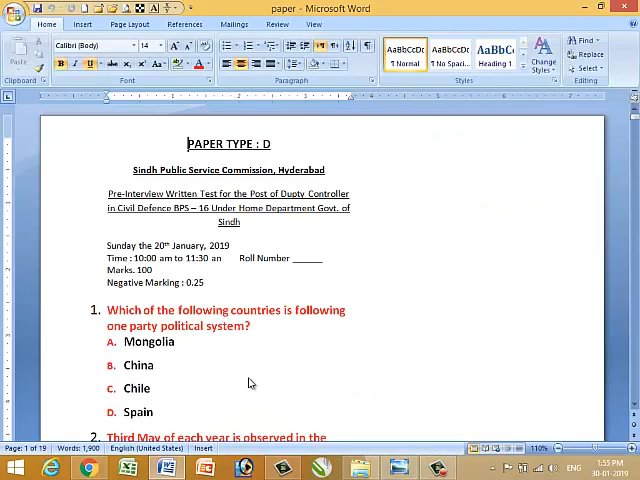 paper - Microsoft Word
Home Insert Page Layout References Mailings Review View
Calibri (Body) 14
Paste
AaBbCcDc AaBbCcDc AaBbCc
¶ Normal ¶ No Spaci... Heading 1
Change Styles
Find
Replace
Select
Clipboard Font Paragraph Styles Editing
PAPER TYPE : D
Sindh Public Service Commission, Hyderabad
Pre-Interview Written Test for the Post of Dupty Controller
in Civil Defence BPS – 16 Under Home Department Govt. of
Sindh
Sunday the 20th January, 2019
Time : 10:00 am to 11:30 an Roll Number ______
Marks. 100
Negative Marking : 0.25
1. Which of the following countries is following
one party political system?
A. Mongolia
B. China
C. Chile
D. Spain
2. Third May of each year is observed in the
Page: 1 of 19 Words: 1,900 English (United States) Insert 110%
ENG 1:55 PM
30-01-2019